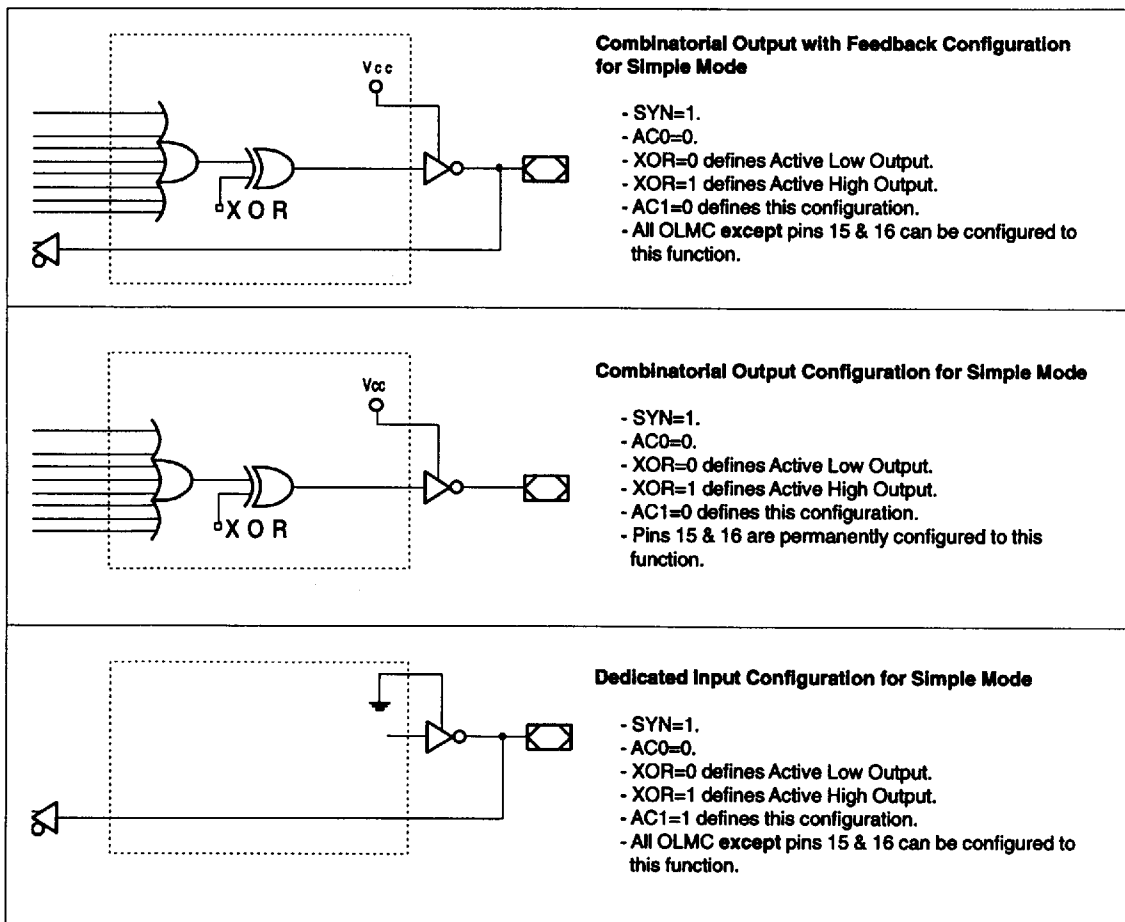 Combinatorial Output with Feedback Configuration
for Simple Mode
Vcc
- SYN=1.
- AC0=0.
- XOR=0 defines Active Low Output.
- XOR=1 defines Active High Output.
- AC1=0 defines this configuration.
- All OLMC except pins 15 & 16 can be configured to
this function.
XOR
Combinatorial Output Configuration for Simple Mode
Vcc
- SYN=1.
- AC0=0.
- XOR=0 defines Active Low Output.
- XOR=1 defines Active High Output.
- AC1=0 defines this configuration.
- Pins 15 & 16 are permanently configured to this
function.
XOR
Dedicated Input Configuration for Simple Mode
- SYN=1.
- AC0=0.
- XOR=0 defines Active Low Output.
- XOR=1 defines Active High Output.
- AC1=1 defines this configuration.
- All OLMC except pins 15 & 16 can be configured to
this function.